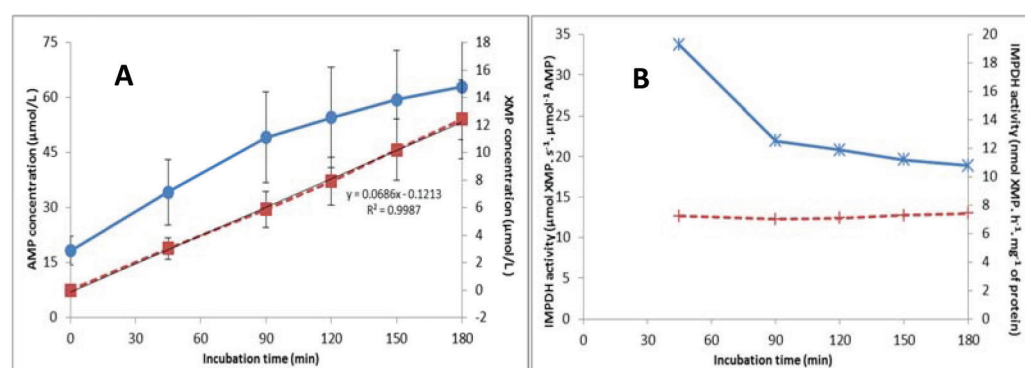 A
AMP concentration (µmol/L)
75
60
45
30
15
0
XMP concentration (µmol/L)
18
16
14
12
10
8
6
4
2
0
-2
y = 0.0686x - 0.1213
R² = 0.9987
0 30 60 90 120 150 180
Incubation time (min)
B
IMPDH activity (µmol XMP. s⁻¹. µmol⁻¹ AMP)
35
30
25
20
15
10
5
0
IMPDH activity (nmol XMP. h⁻¹. mg⁻¹
of protein)
20
18
16
14
12
10
8
6
4
2
0
0 30 60 90 120 150 180
Incubation time (min)